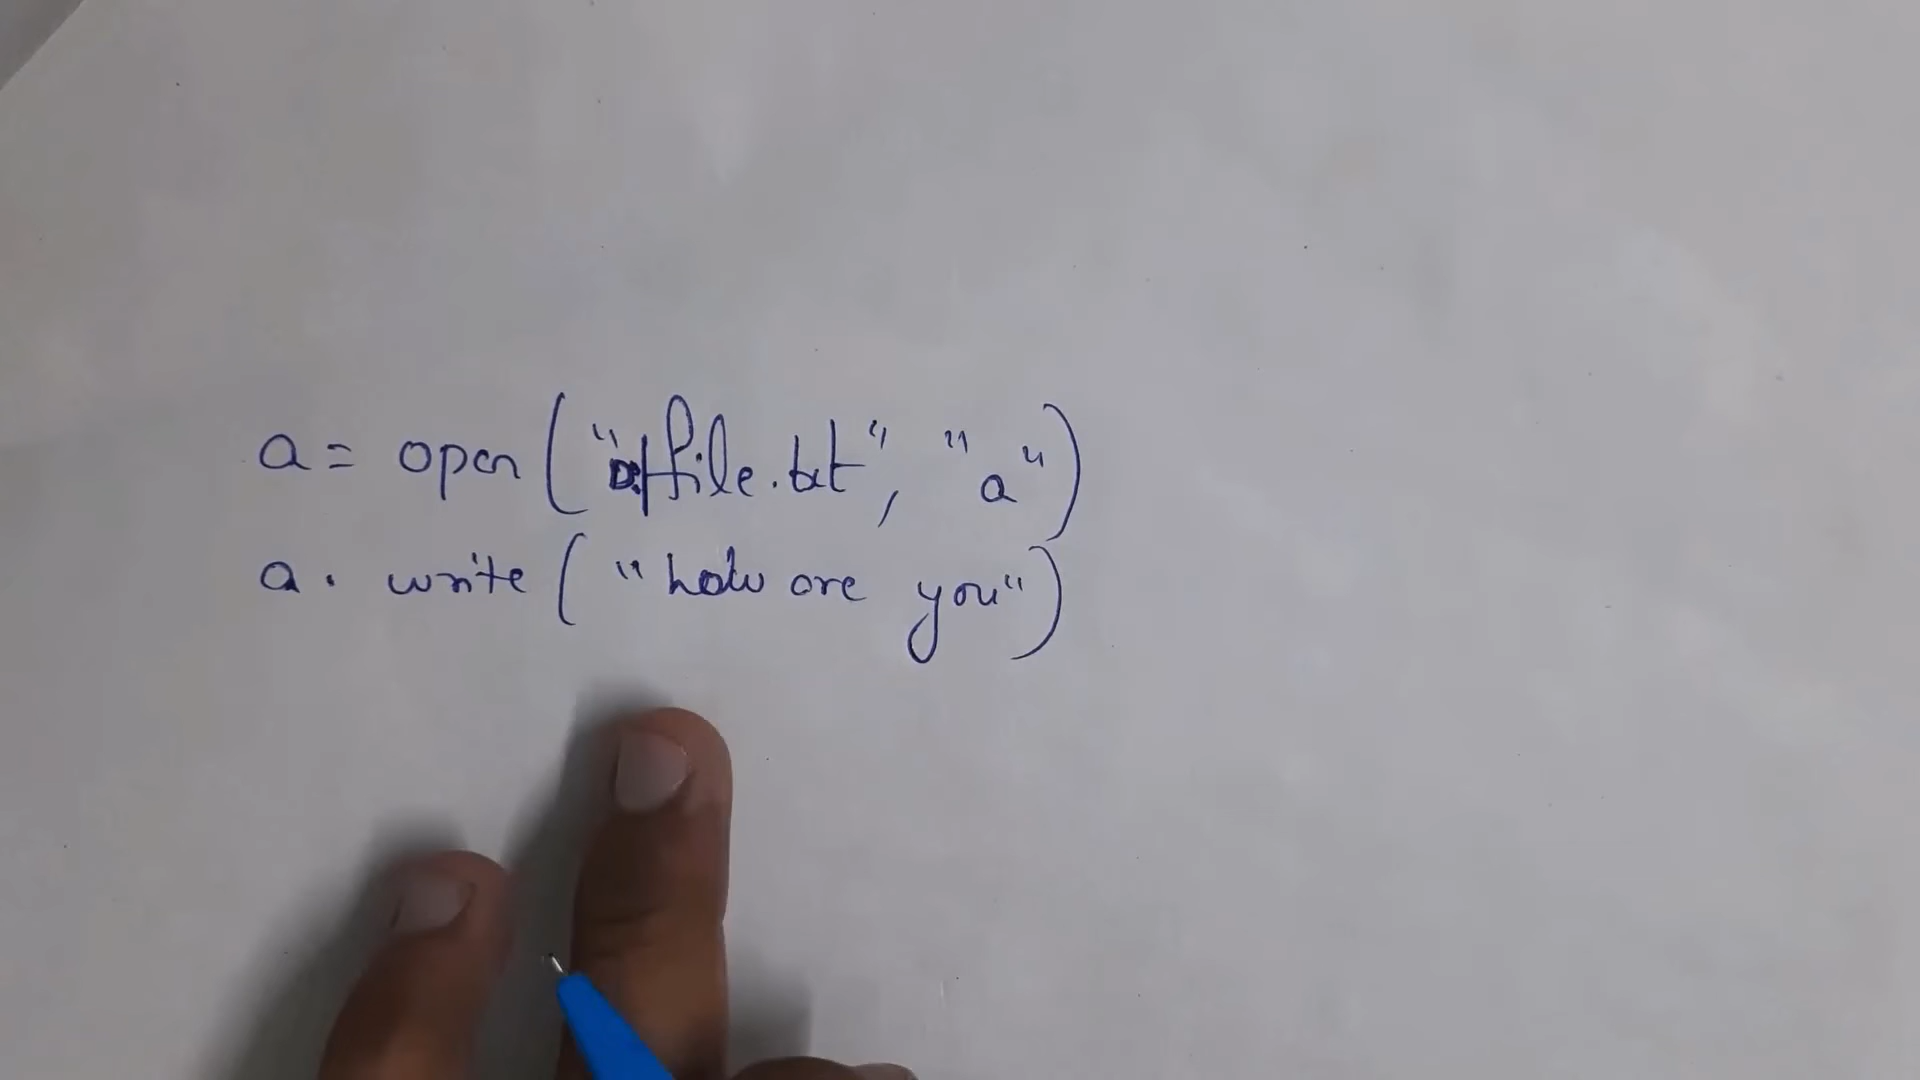 a = open("file.txt", "a")
a. write("how are you")